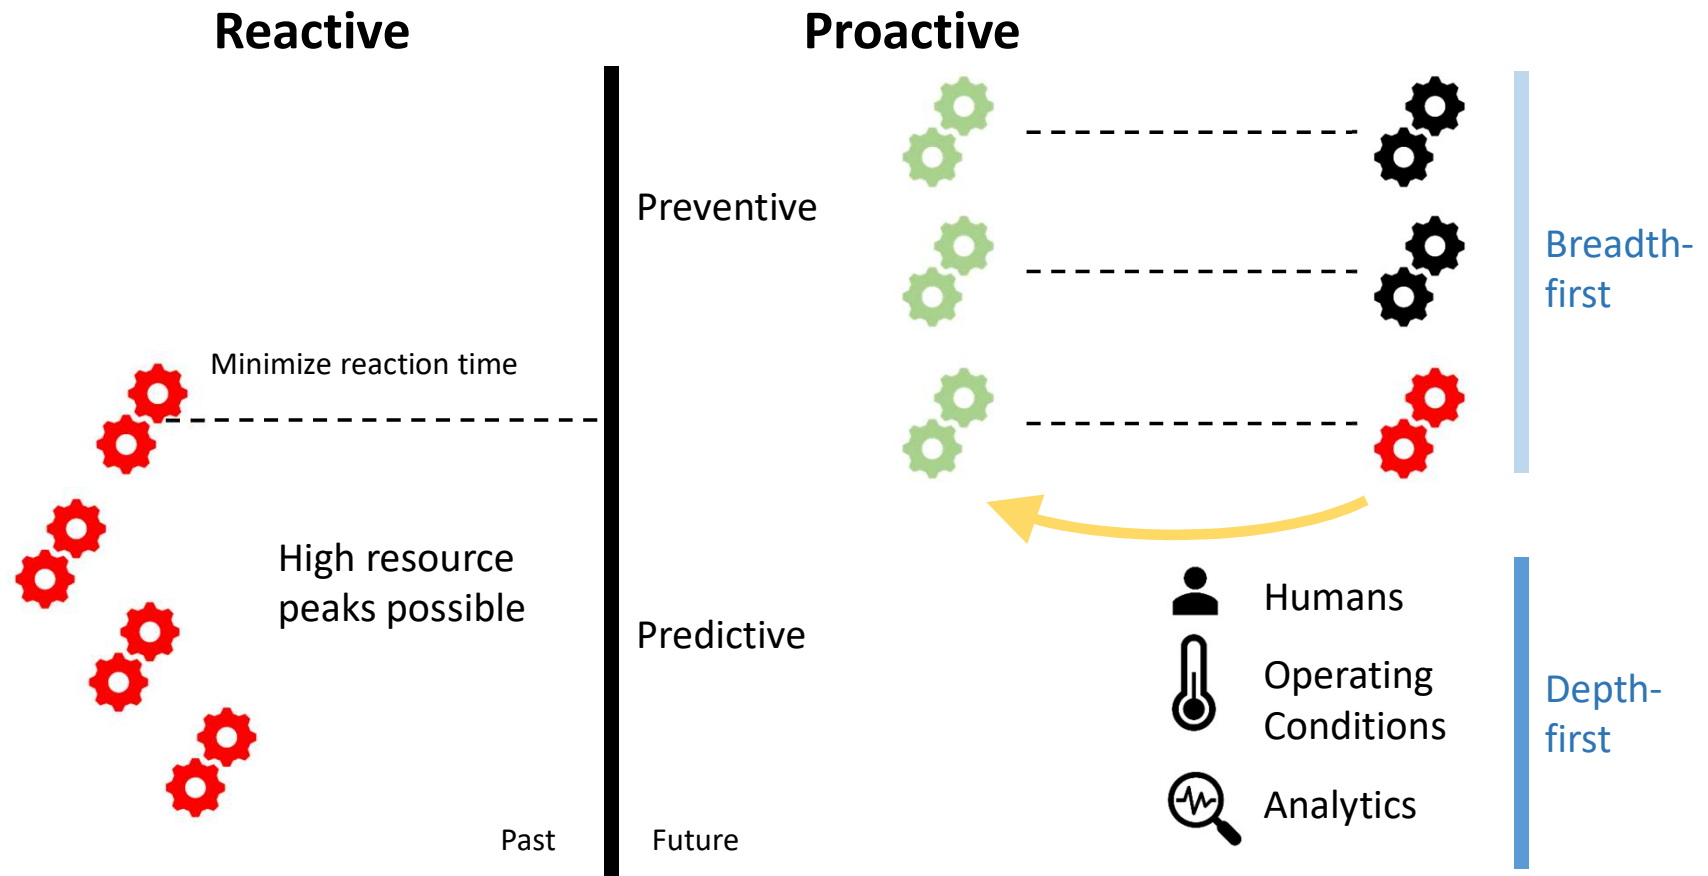 Reactive
Proactive
Preventive
Breadth-
first
Minimize reaction time
High resource
peaks possible
Predictive
Humans
Operating
Conditions
Depth-
first
Analytics
Past
Future